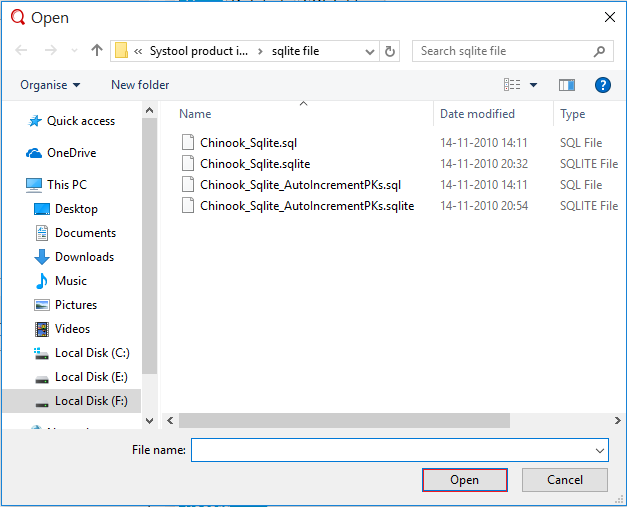 Open
« Systool product i... › sqlite file
Search sqlite file
Organise
New folder
?
Name
Date modified
Type
Quick access
OneDrive
This PC
Desktop
Documents
Downloads
Music
Pictures
Videos
Local Disk (C:)
Local Disk (E:)
Local Disk (F:)
Chinook_Sqlite.sql 14-11-2010 14:11 SQL File
Chinook_Sqlite.sqlite 14-11-2010 20:32 SQLITE File
Chinook_Sqlite_AutoIncrementPKs.sql 14-11-2010 14:11 SQL File
Chinook_Sqlite_AutoIncrementPKs.sqlite 14-11-2010 20:54 SQLITE File
File name:
Open
Cancel